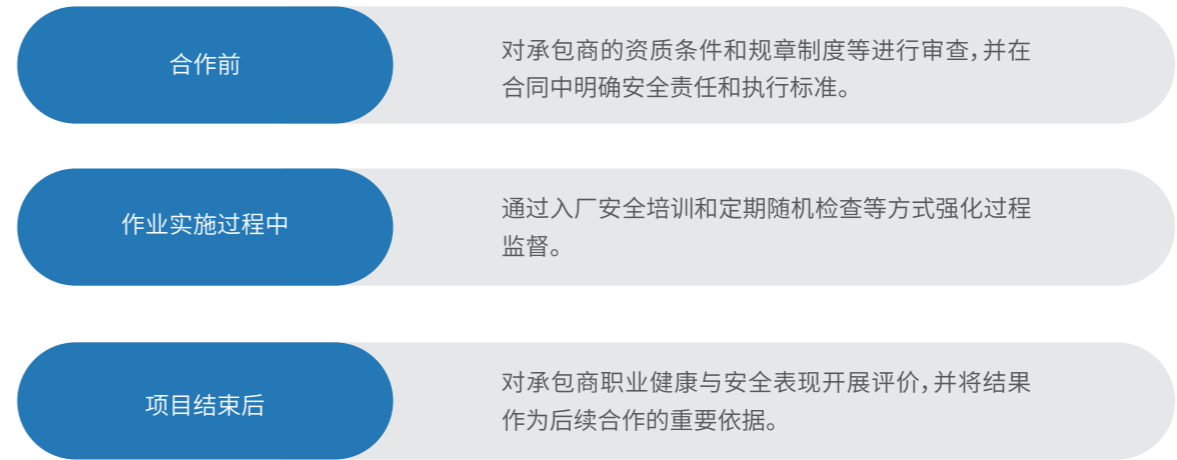 合作前
对承包商的资质条件和规章制度等进行审查,并在
合同中明确安全责任和执行标准。
作业实施过程中
通过入厂安全培训和定期随机检查等方式强化过程
监督。
项目结束后
对承包商职业健康与安全表现开展评价,并将结果
作为后续合作的重要依据。